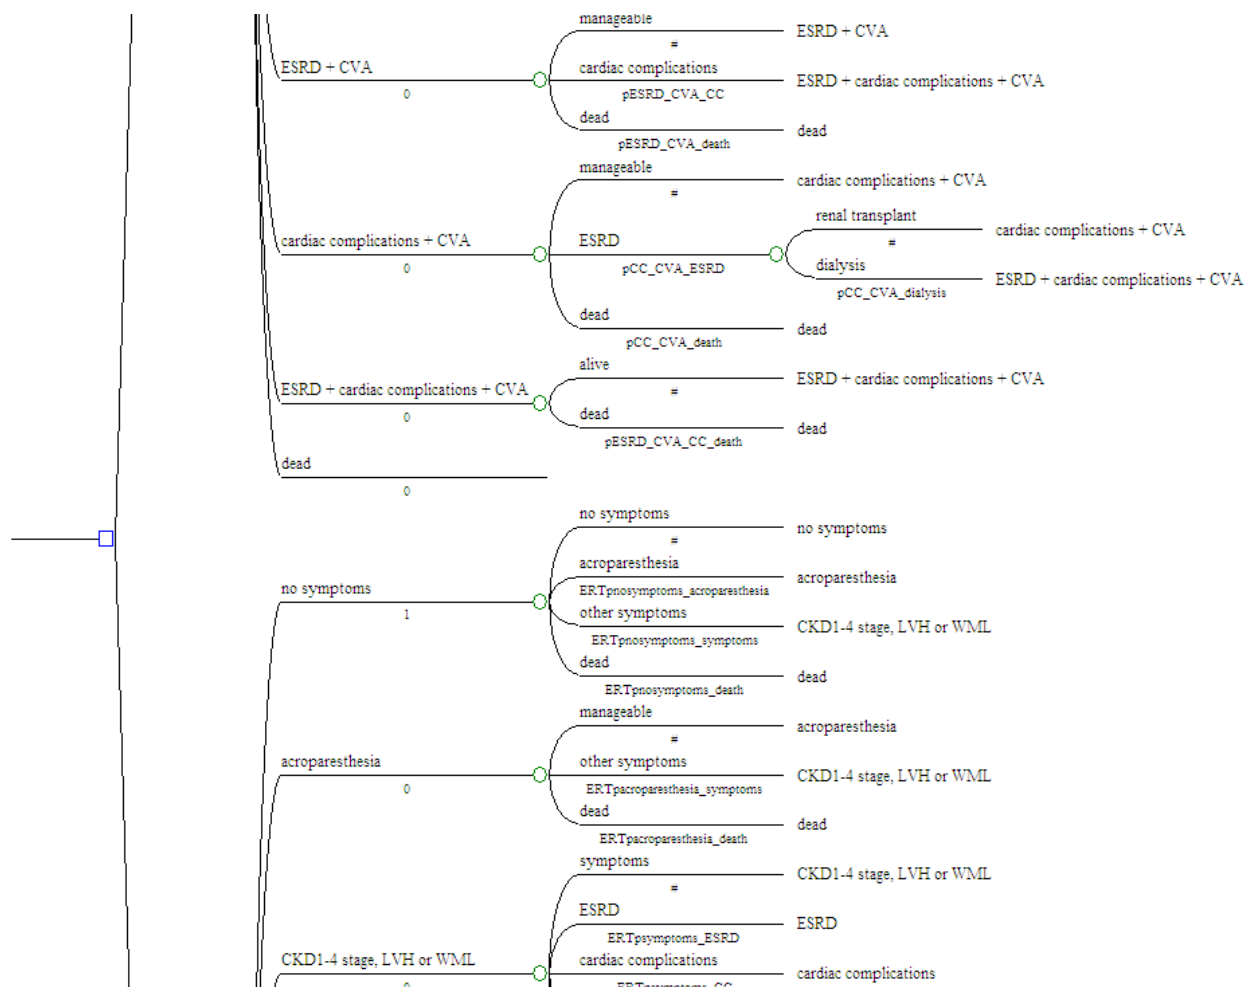 manageable
ESRD + CVA
#
ESRD + CVA
cardiac complications
ESRD + cardiac complications + CVA
0
pESRD_CVA_CC
dead
dead
pESRD_CVA_death
manageable
cardiac complications + CVA
#
renal transplant
cardiac complications + CVA
cardiac complications + CVA
ESRD
#
0
pCC_CVA_ESRD
dialysis
ESRD + cardiac complications + CVA
pCC_CVA_dialysis
dead
dead
pCC_CVA_death
alive
ESRD + cardiac complications + CVA
ESRD + cardiac complications + CVA
#
0
dead
dead
pESRD_CVA_CC_death
dead
0
no symptoms
no symptoms
#
acroparesthesia
acroparesthesia
no symptoms
ERTpnosymptoms_acroparesthesia
1
other symptoms
CKD1-4 stage, LVH or WML
ERTpnosymptoms_symptoms
dead
dead
ERTpnosymptoms_death
manageable
acroparesthesia
#
acroparesthesia
other symptoms
CKD1-4 stage, LVH or WML
0
ERTpacroparesthesia_symptoms
dead
dead
ERTpacroparesthesia_death
symptoms
CKD1-4 stage, LVH or WML
#
ESRD
ESRD
ERTpsymptoms_ESRD
CKD1-4 stage, LVH or WML
cardiac complications
cardiac complications
0
ERTpsymptoms_CC